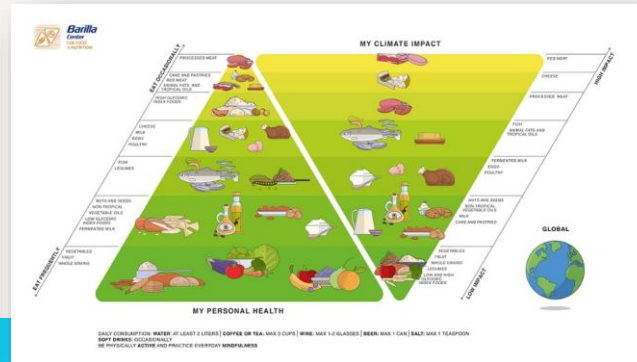 Barilla
Center
FOR FOOD
& NUTRITION
MY CLIMATE IMPACT
EAT OCCASIONALLY
PROCESSED MEAT
CAKE AND PASTRIES
RED MEAT
ANIMAL FATS AND
TROPICAL OILS
HIGH GLYCEMIC
INDEX FOODS
CHEESE
MILK
EGGS
POULTRY
FISH
LEGUMES
NUTS AND SEEDS
NON-TROPICAL
VEGETABLE OILS
LOW GLYCEMIC
INDEX FOODS
FERMENTED MILK
VEGETABLES
FRUIT
WHOLE GRAINS
EAT FREQUENTLY
RED MEAT
CHEESE
PROCESSED MEAT
FISH
ANIMAL FATS AND
TROPICAL OILS
FERMENTED MILK
EGGS
POULTRY
NUTS AND SEEDS
NON-TROPICAL
VEGETABLE OILS
MILK
CAKE AND PASTRIES
VEGETABLES
FRUIT
WHOLE GRAINS
LEGUMES
LOW AND HIGH
GLYCEMIC
INDEX FOODS
HIGH IMPACT
LOW IMPACT
GLOBAL
MY PERSONAL HEALTH
DAILY CONSUMPTION: WATER: AT LEAST 2 LITERS | COFFEE OR TEA: MAX 3 CUPS | WINE: MAX 1-2 GLASSES | BEER: MAX 1 CAN | SALT: MAX 1 TEASPOON
SOFT DRINKS: OCCASIONALLY
BE PHYSICALLY ACTIVE AND PRACTICE EVERYDAY MINDFULNESS